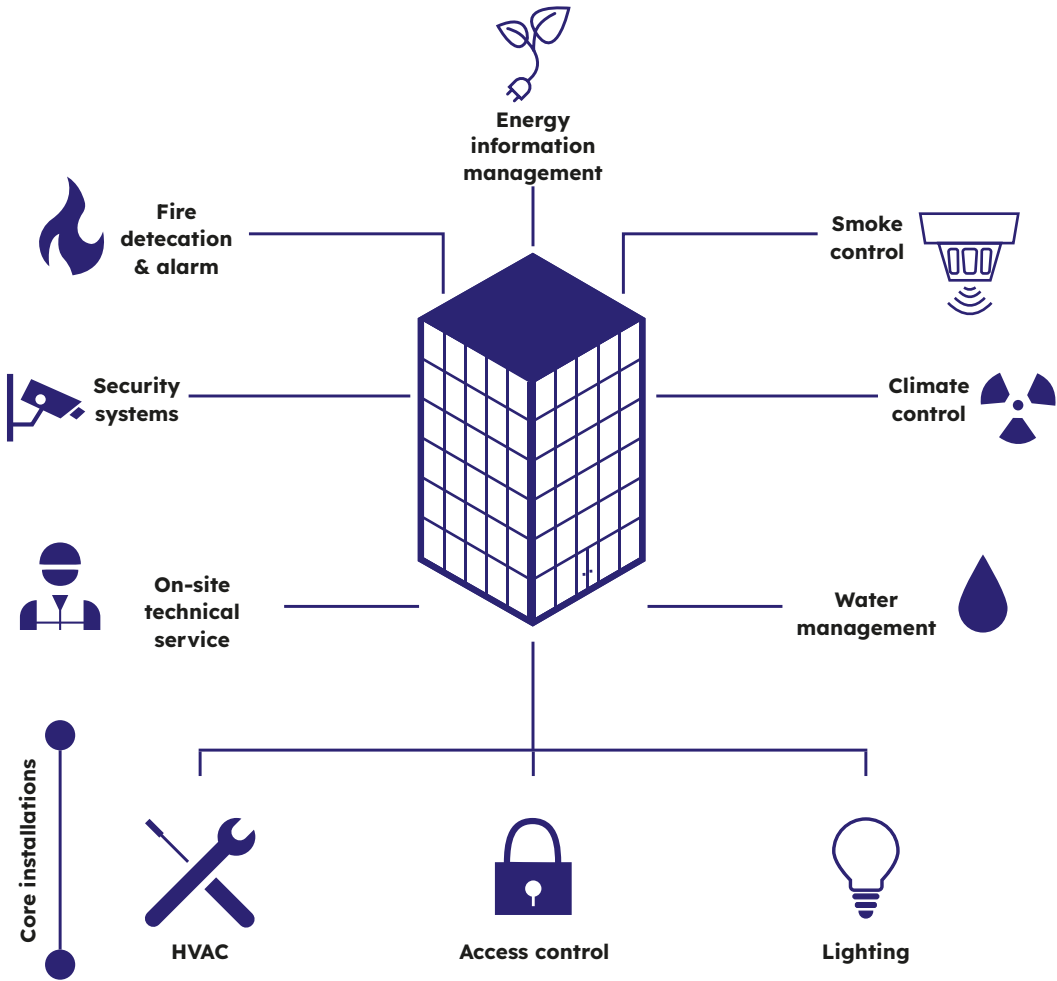 Energy
information
management
Fire
detecation
& alarm
Smoke
control
Security
systems
Climate
control
On-site
technical
service
Water
management
Core installations
HVAC
Access control
Lighting